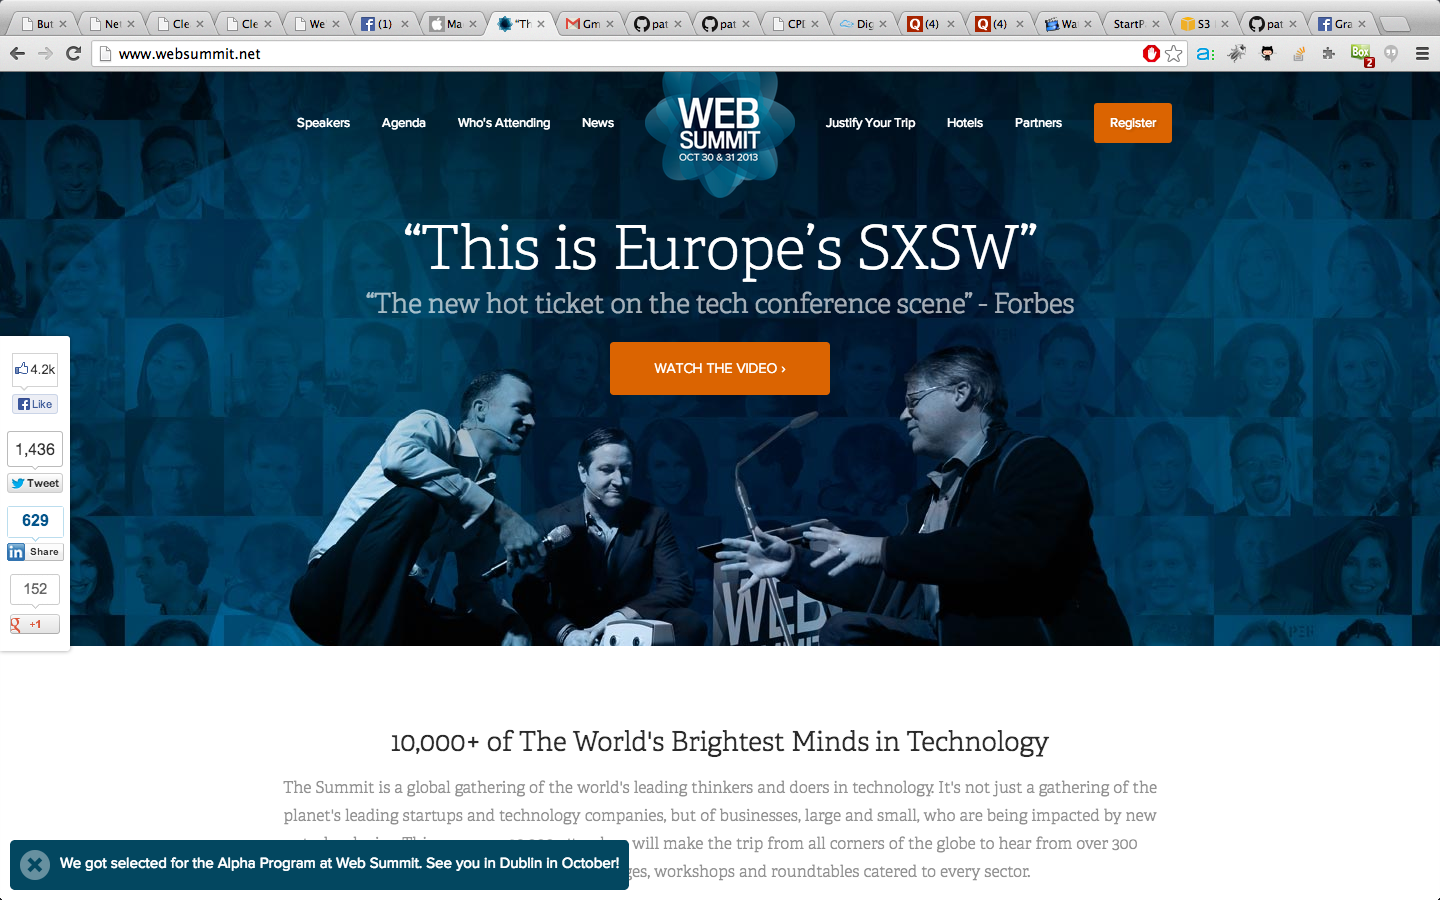 But
Net
Cle
Cle
We
(1)
Ma
"Th
Gm
pat
pat
CPI
Dig
(4)
(4)
Wa
StartP
S3
pat
Gra
www.websummit.net
Box
2
Speakers
Agenda
Who's Attending
News
WEB
SUMMIT
OCT 30 & 31 2013
Justify Your Trip
Hotels
Partners
Register
“This is Europe’s SXSW”
“The new hot ticket on the tech conference scene” - Forbes
WATCH THE VIDEO ›
4.2k
Like
1,436
Tweet
629
in Share
152
+1
WEB
10,000+ of The World's Brightest Minds in Technology
The Summit is a global gathering of the world's leading thinkers and doers in technology. It's not just a gathering of the
planet's leading startups and technology companies, but of businesses, large and small, who are being impacted by new
will make the trip from all corners of the globe to hear from over 300
workshops and roundtables catered to every sector.
We got selected for the Alpha Program at Web Summit. See you in Dublin in October!